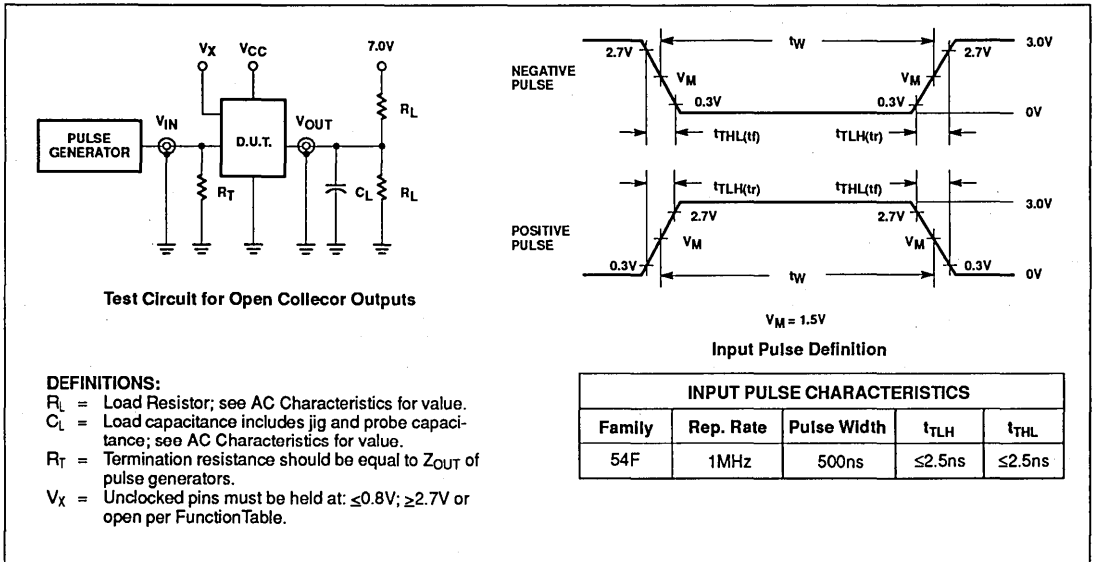 VX VCC 7.0V
RL
VIN VOUT
PULSE
GENERATOR
D.U.T.
RT CL RL
Test Circuit for Open Collecor Outputs
tW
2.7V 2.7V 3.0V
NEGATIVE
PULSE
VM VM
0.3V 0.3V 0V
tTHL(tf) tTLH(tr)
tTLH(tr) tTHL(tf)
3.0V
2.7V 2.7V
POSITIVE
PULSE
VM VM
0.3V 0.3V
tW 0V
VM = 1.5V
Input Pulse Definition
DEFINITIONS:
RL = Load Resistor; see AC Characteristics for value.
CL = Load capacitance includes jig and probe capaci-
tance; see AC Characteristics for value.
RT = Termination resistance should be equal to ZOUT of
pulse generators.
VX = Unclocked pins must be held at: ≤0.8V; ≥2.7V or
open per FunctionTable.
INPUT PULSE CHARACTERISTICS
Family Rep. Rate Pulse Width tTLH tTHL
54F 1MHz 500ns ≤2.5ns ≤2.5ns